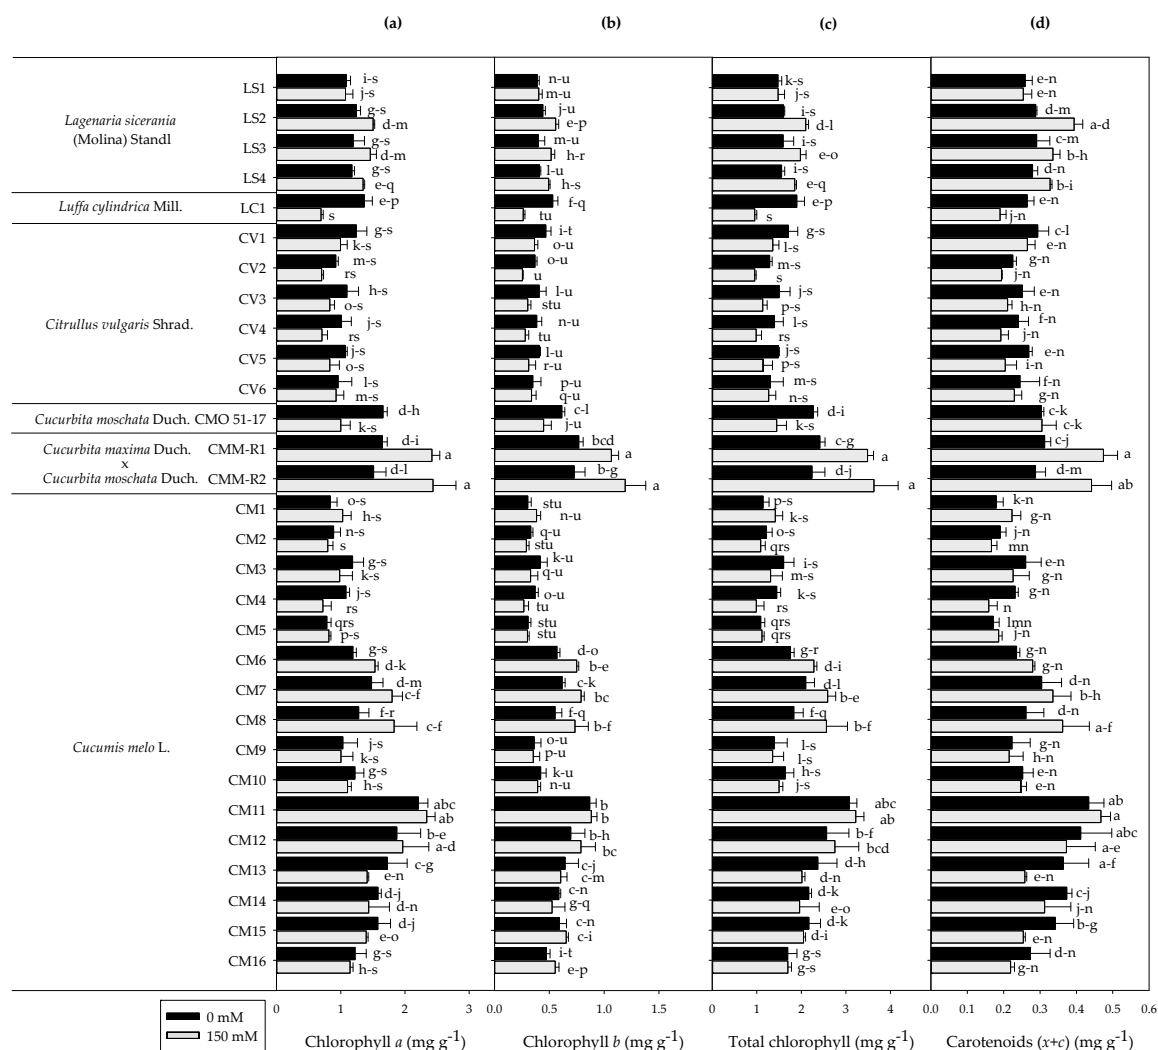 (a) (b) (c) (d)
LS1 i-s n-u k-s e-n
j-s m-u j-s e-n
Lagenaria sicerania LS2 g-s j-u i-s d-m
(Molina) Standl d-m e-p d-l a-d
LS3 g-s m-u i-s c-m
d-m h-r e-o b-h
LS4 g-s l-u i-s d-n
e-q h-s e-q b-i
Luffa cylindrica Mill. LC1 e-p f-q e-p e-n
s tu s j-n
CV1 g-s i-t g-s c-l
k-s o-u l-s e-n
CV2 m-s o-u m-s g-n
rs u s j-n
CV3 h-s l-u j-s e-n
o-s stu p-s h-n
Citrullus vulgaris Shrad. CV4 j-s n-u l-s f-n
rs tu rs j-n
CV5 j-s l-u j-s e-n
o-s r-u p-s i-n
CV6 l-s p-u m-s f-n
m-s q-u n-s g-n
Cucurbita moschata Duch. CMO 51-17 d-h c-l d-i c-k
k-s j-u k-s c-k
Cucurbita maxima Duch. CMM-R1 d-i bcd c-g c-j
x a a a a
Cucurbita moschata Duch. CMM-R2 d-l b-g d-j d-m
a a a ab
CM1 o-s stu p-s k-n
h-s n-u k-s g-n
CM2 n-s q-u o-s j-n
s stu qrs mn
CM3 g-s k-u i-s e-n
k-s q-u m-s g-n
CM4 j-s o-u k-s g-n
rs tu rs n
CM5 qrs stu qrs lmn
p-s stu qrs j-n
CM6 g-s d-o g-r g-n
d-k b-e d-i g-n
CM7 d-m c-k d-l d-n
c-f bc b-e b-h
CM8 f-r f-q f-q d-n
c-f b-f b-f a-f
Cucumis melo L. CM9 j-s o-u l-s g-n
k-s p-u l-s h-n
CM10 g-s k-u h-s e-n
h-s n-u j-s e-n
CM11 abc b abc ab
ab b ab a
CM12 b-e b-h b-f abc
a-d bc bcd a-e
CM13 c-g c-j d-h a-f
e-n c-m d-n e-n
CM14 d-j c-n d-k c-j
d-n g-q e-o j-n
CM15 d-j c-n d-k b-g
e-o c-i d-i e-n
CM16 g-s i-t g-s d-n
h-s e-p g-s g-n
1 2 3 0.0 0.5 1.0 1.5 0 1 2 3 4 0.0 0.1 0.2 0.3 0.4 0.5 0.6
0 mM
150 mM
Chlorophyll a (mg g-1) Chlorophyll b (mg g-1) Total chlorophyll (mg g-1) Carotenoids (x+c) (mg g-1)